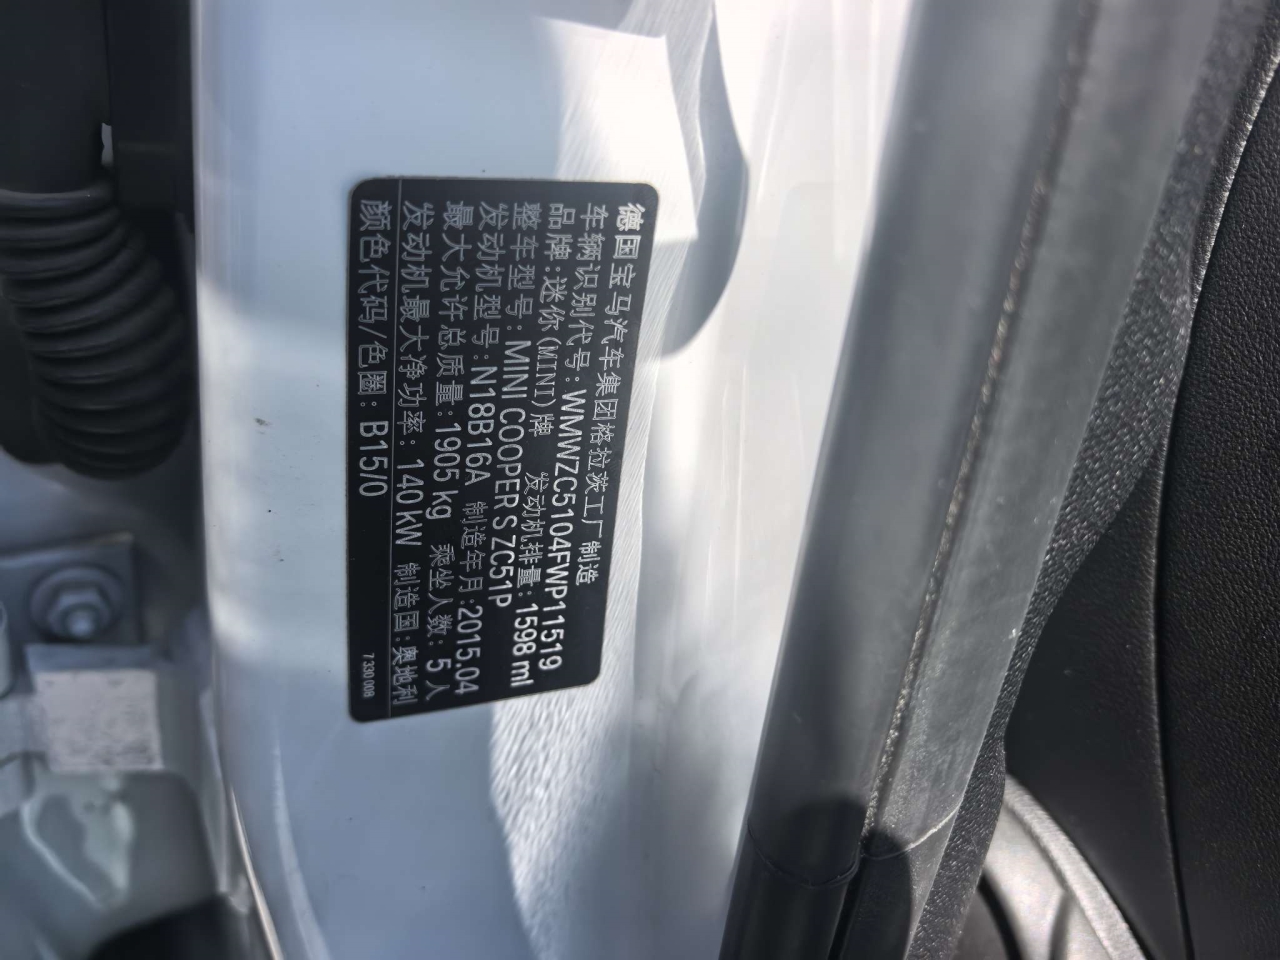 德国宝马汽车集团格拉茨工厂制造
车辆识别代号:WMWZC5104FWP11519
品牌:迷你(MINI)牌 发动机排量:1598 ml
整车型号:MINI COOPER S ZC51P
发动机型号:N18B16A 制造年月:2015.04
最大允许总质量:1905 kg 乘坐人数:5人
发动机最大净功率:140 kW 制造国:奥地利
颜色代码/色圈:B15/0
7 330 008